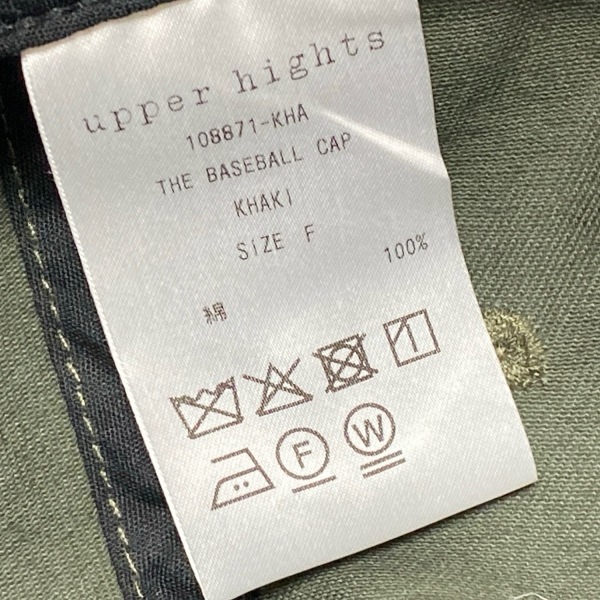 upper hights
108871-KHA
THE BASEBALL CAP
KHAKI
SIZE F
綿 100%
F W